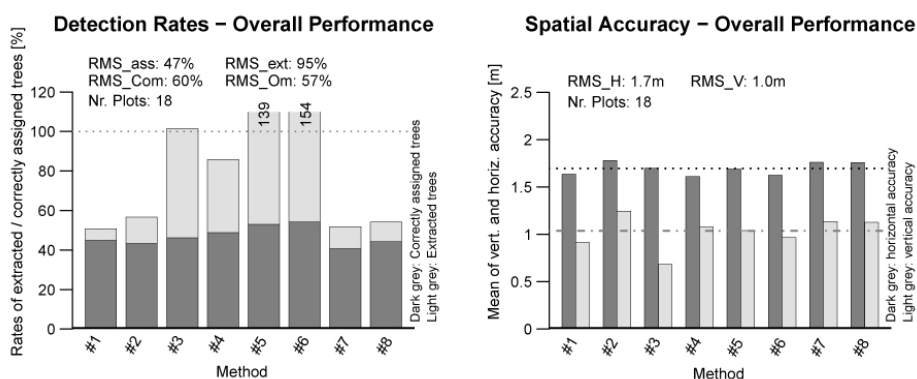 Detection Rates − Overall Performance
RMS_ass: 47% RMS_ext: 95%
RMS_Com: 60% RMS_Om: 57%
Nr. Plots: 18
Rates of extracted / correctly assigned trees [%]
120
100
80
60
40
20
0
139
154
#1 #2 #3 #4 #5 #6 #7 #8
Method
Dark grey: Correctly assigned trees
Light grey: Extracted trees
Spatial Accuracy − Overall Performance
RMS_H: 1.7m RMS_V: 1.0m
Nr. Plots: 18
Mean of vert. and horiz. accuracy [m]
2.5
2
1.5
1
0.5
0
#1 #2 #3 #4 #5 #6 #7 #8
Method
Dark grey: horizontal accuracy
Light grey: vertical accuracy